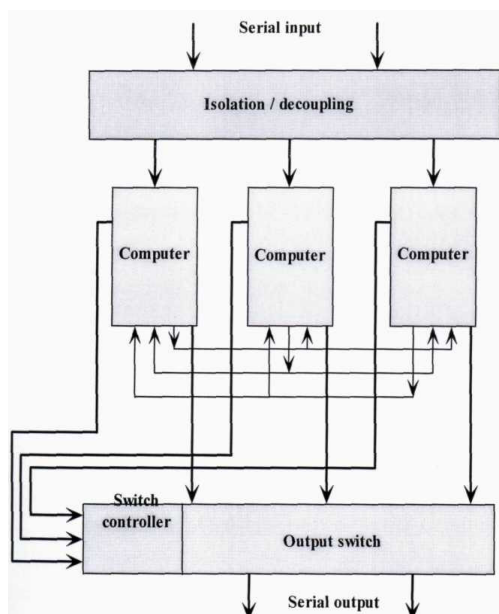 Serial input
Isolation / decoupling
Computer
Computer
Computer
Switch
controller
Output switch
Serial output